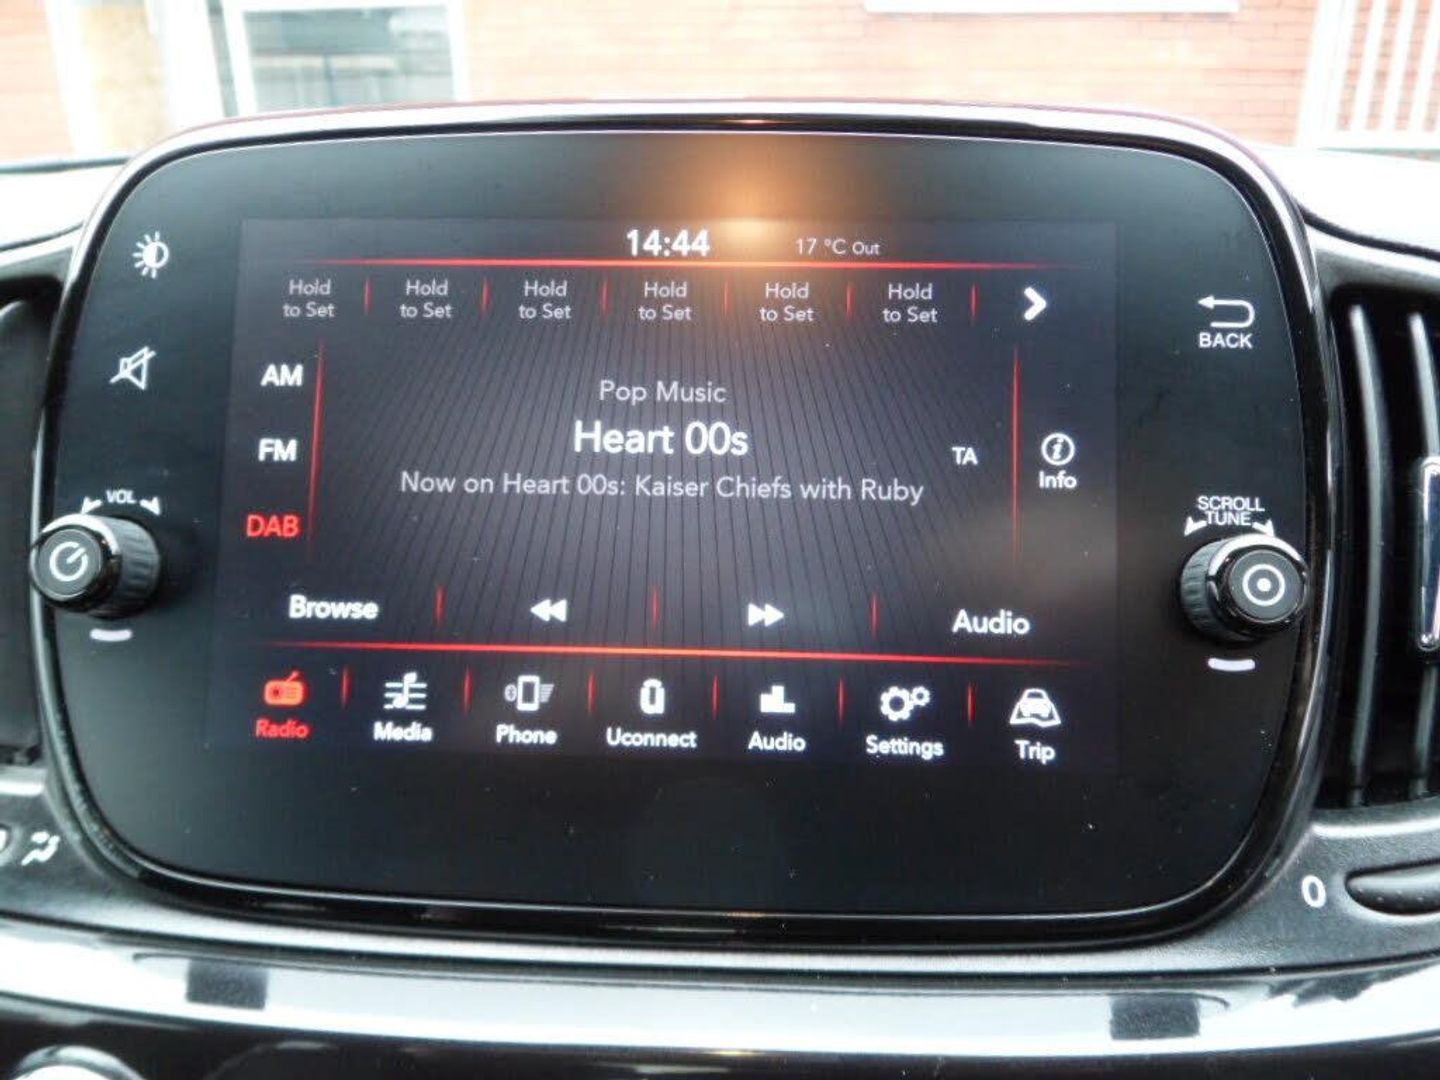 14:44
17 °C Out
Hold to Set
Hold to Set
Hold to Set
Hold to Set
Hold to Set
Hold to Set
BACK
AM
Pop Music
FM
Heart 00s
TA
Info
Now on Heart 00s: Kaiser Chiefs with Ruby
VOL
SCROLL
TUNE
DAB
Browse
Audio
Radio
Media
Phone
Uconnect
Audio
Settings
Trip
0